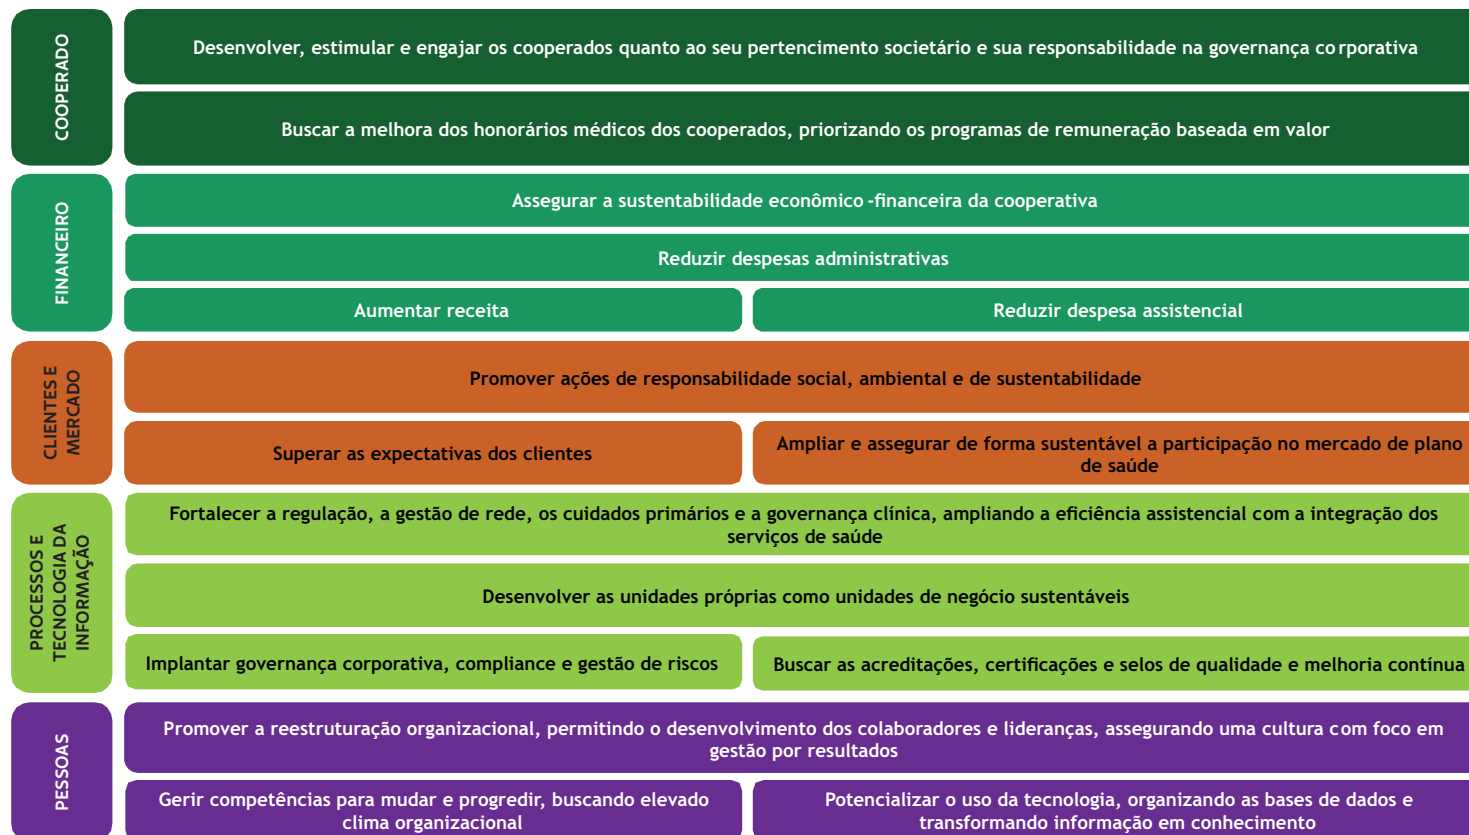 COOPERADO
Desenvolver, estimular e engajar os cooperados quanto ao seu pertencimento societário e sua responsabilidade na governança corporativa
Buscar a melhora dos honorários médicos dos cooperados, priorizando os programas de remuneração baseada em valor
FINANCEIRO
Assegurar a sustentabilidade econômico-financeira da cooperativa
Reduzir despesas administrativas
Aumentar receita
Reduzir despesa assistencial
CLIENTES E
MERCADO
Promover ações de responsabilidade social, ambiental e de sustentabilidade
Superar as expectativas dos clientes
Ampliar e assegurar de forma sustentável a participação no mercado de plano
de saúde
PROCESSOS E
TECNOLOGIA DA
INFORMAÇÃO
Fortalecer a regulação, a gestão de rede, os cuidados primários e a governança clínica, ampliando a eficiência assistencial com a integração dos
serviços de saúde
Desenvolver as unidades próprias como unidades de negócio sustentáveis
Implantar governança corporativa, compliance e gestão de riscos
Buscar as acreditações, certificações e selos de qualidade e melhoria contínua
PESSOAS
Promover a reestruturação organizacional, permitindo o desenvolvimento dos colaboradores e lideranças, assegurando uma cultura com foco em
gestão por resultados
Gerir competências para mudar e progredir, buscando elevado
clima organizacional
Potencializar o uso da tecnologia, organizando as bases de dados e
transformando informação em conhecimento